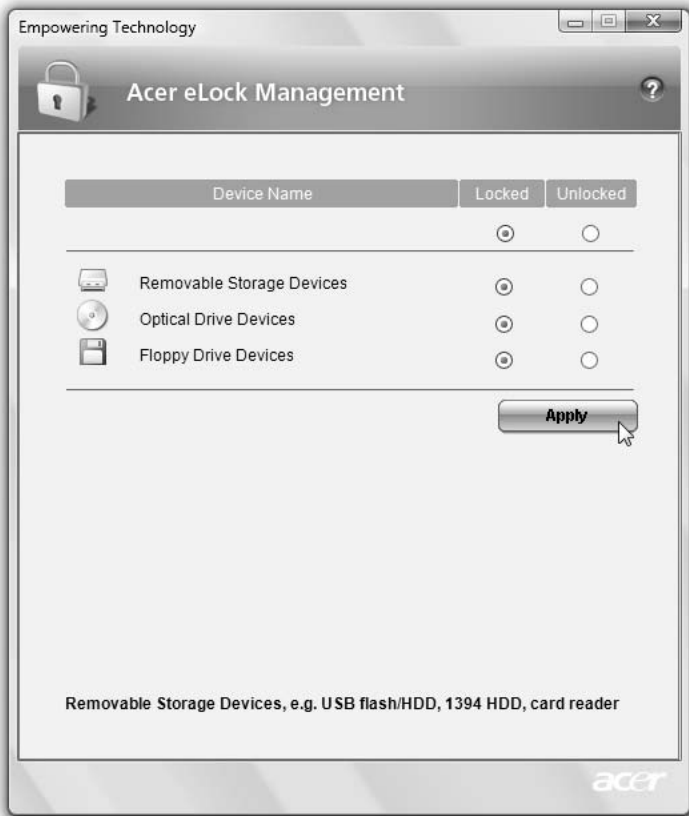 Empowering Technology
Acer eLock Management
Device Name Locked Unlocked
Removable Storage Devices
Optical Drive Devices
Floppy Drive Devices
Apply
Removable Storage Devices, e.g. USB flash/HDD, 1394 HDD, card reader
acer